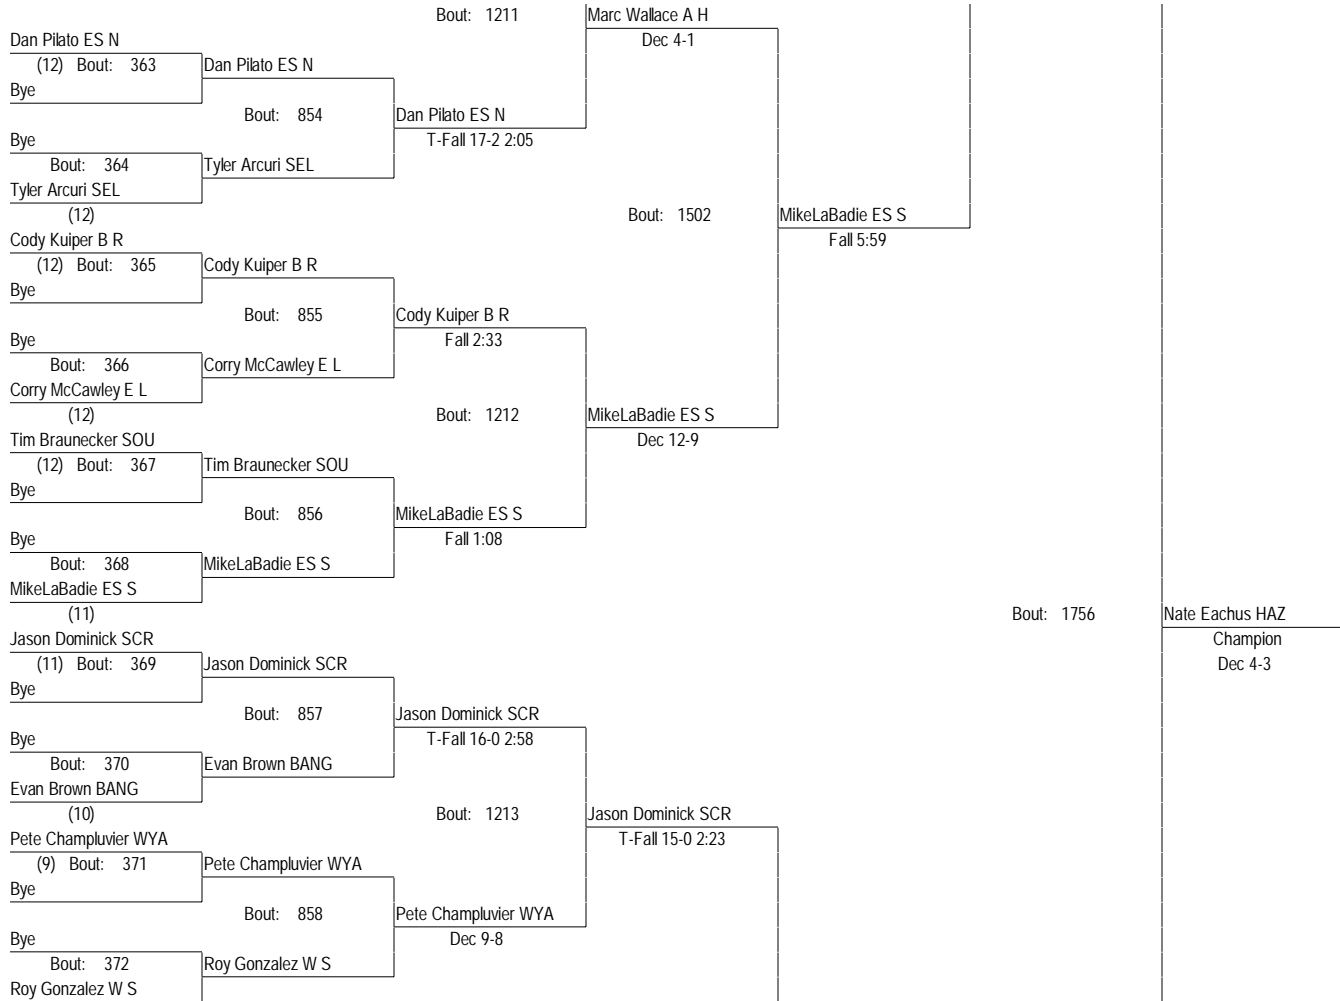 Bout: 1211 Marc Wallace A H
Dan Pilato ES N Dec 4-1
(12) Bout: 363 Dan Pilato ES N
Bye
Bout: 854 Dan Pilato ES N
Bye T-Fall 17-2 2:05
Bout: 364 Tyler Arcuri SEL
Tyler Arcuri SEL
(12) Bout: 1502 MikeLaBadie ES S
Cody Kuiper B R Fall 5:59
(12) Bout: 365 Cody Kuiper B R
Bye
Bout: 855 Cody Kuiper B R
Bye Fall 2:33
Bout: 366 Corry McCawley E L
Corry McCawley E L
(12) Bout: 1212 MikeLaBadie ES S
Tim Braunecker SOU Dec 12-9
(12) Bout: 367 Tim Braunecker SOU
Bye
Bout: 856 MikeLaBadie ES S
Bye Fall 1:08
Bout: 368 MikeLaBadie ES S
MikeLaBadie ES S
(11) Bout: 1756 Nate Eachus HAZ
Jason Dominick SCR Champion
(11) Bout: 369 Jason Dominick SCR Dec 4-3
Bye
Bout: 857 Jason Dominick SCR
Bye T-Fall 16-0 2:58
Bout: 370 Evan Brown BANG
Evan Brown BANG
(10) Bout: 1213 Jason Dominick SCR
Pete Champluvier WYA T-Fall 15-0 2:23
(9) Bout: 371 Pete Champluvier WYA
Bye
Bout: 858 Pete Champluvier WYA
Bye Dec 9-8
Bout: 372 Roy Gonzalez W S
Roy Gonzalez W S